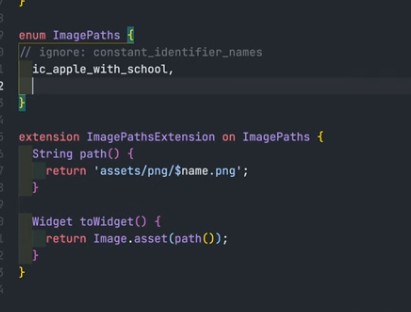 }
enum ImagePaths {
// ignore: constant_identifier_names
ic_apple_with_school,
}
extension ImagePathsExtension on ImagePaths {
String path() {
return 'assets/png/$name.png';
}
Widget toWidget() {
return Image.asset(path());
}
}